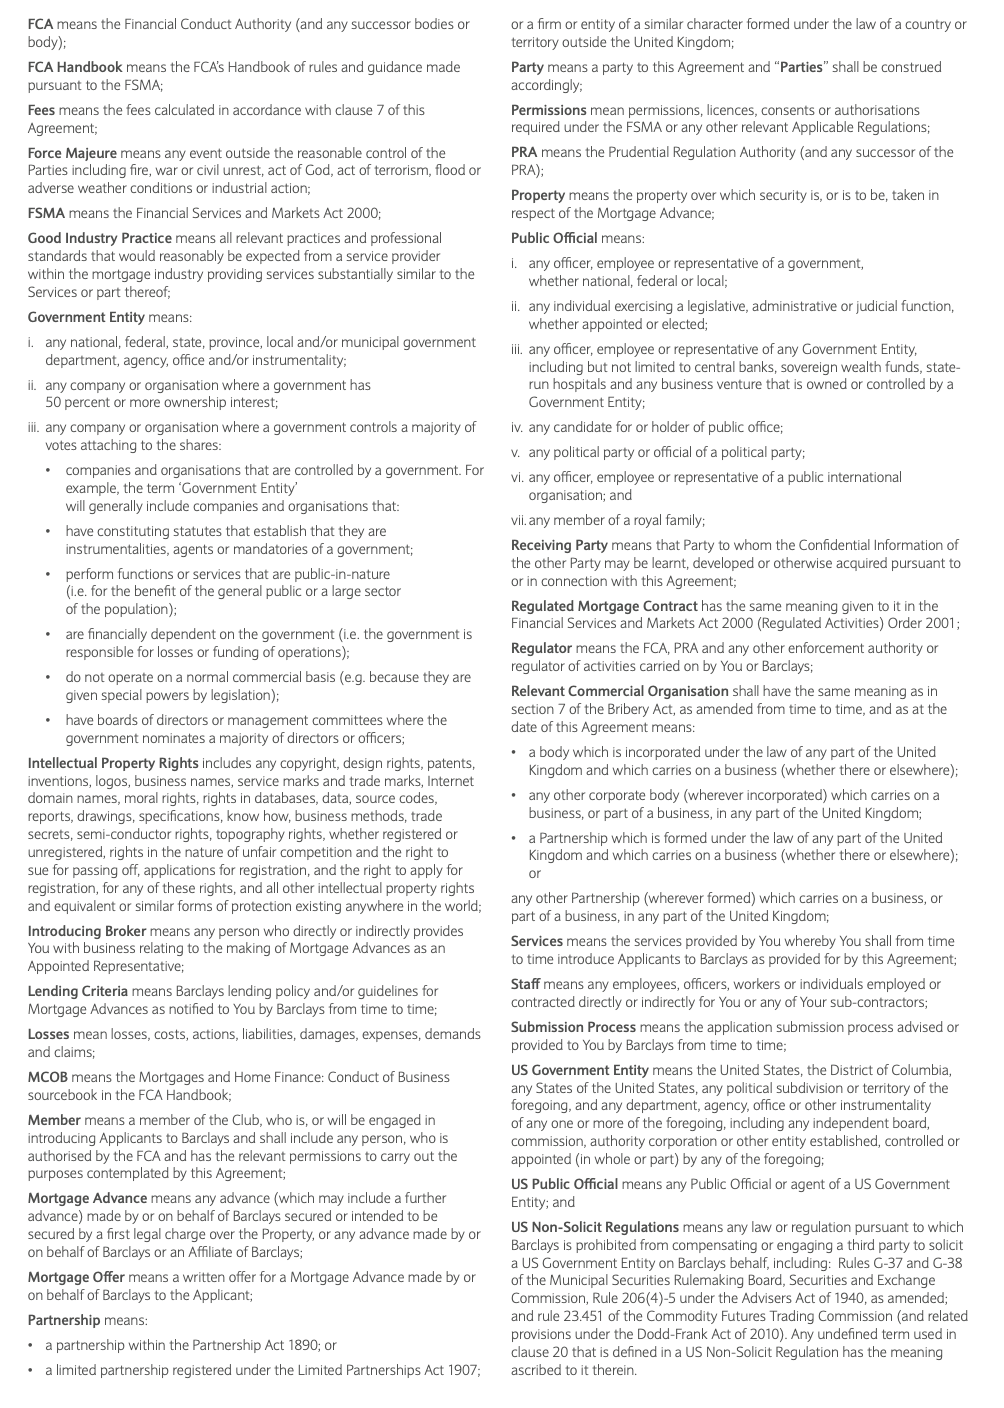 FCA means the Financial Conduct Authority (and any successor bodies or
body);
FCA Handbook means the FCA's Handbook of rules and guidance made
pursuant to the FSMA;
Fees means the fees calculated in accordance with clause 7 of this
Agreement;
Force Majeure means any event outside the reasonable control of the
Parties including fire, war or civil unrest, act of God, act of terrorism, flood or
adverse weather conditions or industrial action;
FSMA means the Financial Services and Markets Act 2000;
Good Industry Practice means all relevant practices and professional
standards that would reasonably be expected from a service provider
within the mortgage industry providing services substantially similar to the
Services or part thereof;
Government Entity means:
i. any national, federal, state, province, local and/or municipal government
department, agency, office and/or instrumentality;
ii. any company or organisation where a government has
50 percent or more ownership interest;
iii. any company or organisation where a government controls a majority of
votes attaching to the shares:
• companies and organisations that are controlled by a government. For
example, the term 'Government Entity'
will generally include companies and organisations that:
• have constituting statutes that establish that they are
instrumentalities, agents or mandatories of a government;
• perform functions or services that are public-in-nature
(i.e. for the benefit of the general public or a large sector
of the population);
• are financially dependent on the government (i.e. the government is
responsible for losses or funding of operations);
• do not operate on a normal commercial basis (e.g. because they are
given special powers by legislation);
• have boards of directors or management committees where the
government nominates a majority of directors or officers;
Intellectual Property Rights includes any copyright, design rights, patents,
inventions, logos, business names, service marks and trade marks, Internet
domain names, moral rights, rights in databases, data, source codes,
reports, drawings, specifications, know how, business methods, trade
secrets, semi-conductor rights, topography rights, whether registered or
unregistered, rights in the nature of unfair competition and the right to
sue for passing off, applications for registration, and the right to apply for
registration, for any of these rights, and all other intellectual property rights
and equivalent or similar forms of protection existing anywhere in the world;
Introducing Broker means any person who directly or indirectly provides
You with business relating to the making of Mortgage Advances as an
Appointed Representative;
Lending Criteria means Barclays lending policy and/or guidelines for
Mortgage Advances as notified to You by Barclays from time to time;
Losses mean losses, costs, actions, liabilities, damages, expenses, demands
and claims;
MCOB means the Mortgages and Home Finance: Conduct of Business
sourcebook in the FCA Handbook;
Member means a member of the Club, who is, or will be engaged in
introducing Applicants to Barclays and shall include any person, who is
authorised by the FCA and has the relevant permissions to carry out the
purposes contemplated by this Agreement;
Mortgage Advance means any advance (which may include a further
advance) made by or on behalf of Barclays secured or intended to be
secured by a first legal charge over the Property, or any advance made by or
on behalf of Barclays or an Affiliate of Barclays;
Mortgage Offer means a written offer for a Mortgage Advance made by or
on behalf of Barclays to the Applicant;
Partnership means:
• a partnership within the Partnership Act 1890; or
• a limited partnership registered under the Limited Partnerships Act 1907;
or a firm or entity of a similar character formed under the law of a country or
territory outside the United Kingdom;
Party means a party to this Agreement and “Parties” shall be construed
accordingly;
Permissions mean permissions, licences, consents or authorisations
required under the FSMA or any other relevant Applicable Regulations;
PRA means the Prudential Regulation Authority (and any successor of the
PRA);
Property means the property over which security is, or is to be, taken in
respect of the Mortgage Advance;
Public Official means:
i. any officer, employee or representative of a government,
whether national, federal or local;
ii. any individual exercising a legislative, administrative or judicial function,
whether appointed or elected;
iii. any officer, employee or representative of any Government Entity,
including but not limited to central banks, sovereign wealth funds, state-
run hospitals and any business venture that is owned or controlled by a
Government Entity;
iv. any candidate for or holder of public office;
v. any political party or official of a political party;
vi. any officer, employee or representative of a public international
organisation; and
vii. any member of a royal family;
Receiving Party means that Party to whom the Confidential Information of
the other Party may be learnt, developed or otherwise acquired pursuant to
or in connection with this Agreement;
Regulated Mortgage Contract has the same meaning given to it in the
Financial Services and Markets Act 2000 (Regulated Activities) Order 2001;
Regulator means the FCA, PRA and any other enforcement authority or
regulator of activities carried on by You or Barclays;
Relevant Commercial Organisation shall have the same meaning as in
section 7 of the Bribery Act, as amended from time to time, and as at the
date of this Agreement means:
• a body which is incorporated under the law of any part of the United
Kingdom and which carries on a business (whether there or elsewhere);
• any other corporate body (wherever incorporated) which carries on a
business, or part of a business, in any part of the United Kingdom;
• a Partnership which is formed under the law of any part of the United
Kingdom and which carries on a business (whether there or elsewhere);
or
any other Partnership (wherever formed) which carries on a business, or
part of a business, in any part of the United Kingdom;
Services means the services provided by You whereby You shall from time
to time introduce Applicants to Barclays as provided for by this Agreement;
Staff means any employees, officers, workers or individuals employed or
contracted directly or indirectly for You or any of Your sub-contractors;
Submission Process means the application submission process advised or
provided to You by Barclays from time to time;
US Government Entity means the United States, the District of Columbia,
any States of the United States, any political subdivision or territory of the
foregoing, and any department, agency, office or other instrumentality
of any one or more of the foregoing, including any independent board,
commission, authority corporation or other entity established, controlled or
appointed (in whole or part) by any of the foregoing;
US Public Official means any Public Official or agent of a US Government
Entity; and
US Non-Solicit Regulations means any law or regulation pursuant to which
Barclays is prohibited from compensating or engaging a third party to solicit
a US Government Entity on Barclays behalf, including: Rules G-37 and G-38
of the Municipal Securities Rulemaking Board, Securities and Exchange
Commission, Rule 206(4)-5 under the Advisers Act of 1940, as amended;
and rule 23.451 of the Commodity Futures Trading Commission (and related
provisions under the Dodd-Frank Act of 2010). Any undefined term used in
clause 20 that is defined in a US Non-Solicit Regulation has the meaning
ascribed to it therein.